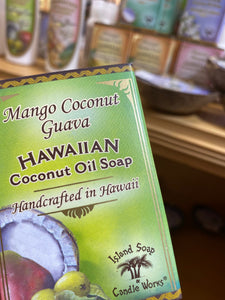 Mango Coconut
Guava
HAWAIIAN
Coconut Oil Soap
Handcrafted in Hawaii
Island Soap
&
Candle Works®